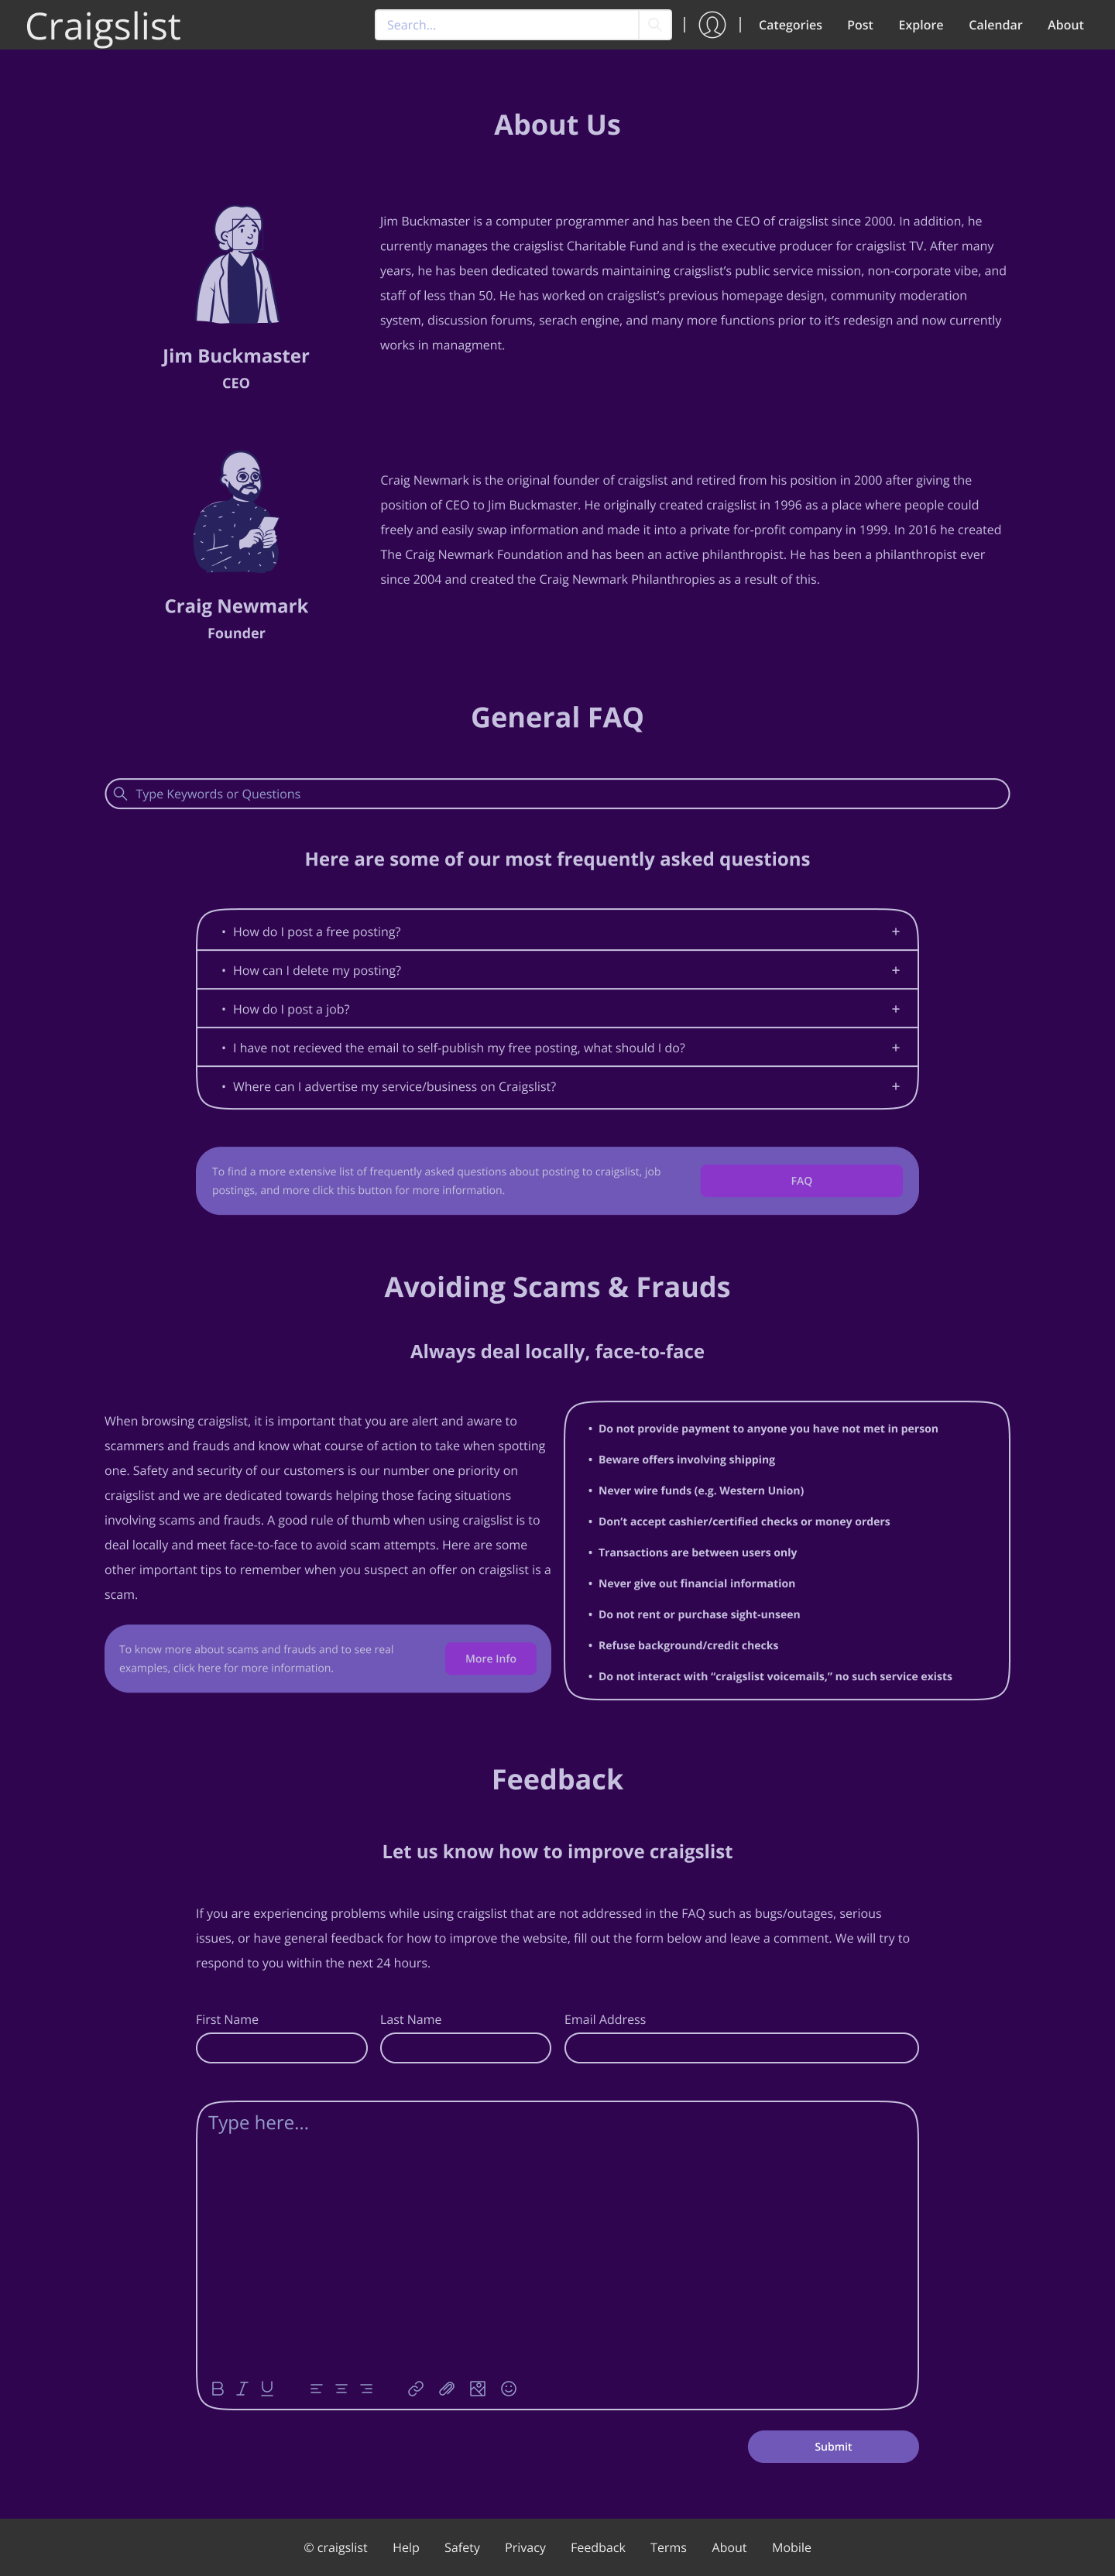 Craigslist
Search...
Categories
Post
Explore
Calendar
About
About Us
Jim Buckmaster is a computer programmer and has been the CEO of craigslist since 2000. In addition, he
currently manages the craigslist Charitable Fund and is the executive producer for craigslist TV. After many
years, he has been dedicated towards maintaining craigslist’s public service mission, non-corporate vibe, and
staff of less than 50. He has worked on craigslist’s previous homepage design, community moderation
system, discussion forums, serach engine, and many more functions prior to it’s redesign and now currently
works in managment.
Jim Buckmaster
CEO
Craig Newmark is the original founder of craigslist and retired from his position in 2000 after giving the
position of CEO to Jim Buckmaster. He originally created craigslist in 1996 as a place where people could
freely and easily swap information and made it into a private for-profit company in 1999. In 2016 he created
The Craig Newmark Foundation and has been an active philanthropist. He has been a philanthropist ever
since 2004 and created the Craig Newmark Philanthropies as a result of this.
Craig Newmark
Founder
General FAQ
Type Keywords or Questions
Here are some of our most frequently asked questions
• How do I post a free posting? +
• How can I delete my posting? +
• How do I post a job? +
• I have not recieved the email to self-publish my free posting, what should I do? +
• Where can I advertise my service/business on Craigslist? +
To find a more extensive list of frequently asked questions about posting to craigslist, job
postings, and more click this button for more information.
FAQ
Avoiding Scams & Frauds
Always deal locally, face-to-face
When browsing craigslist, it is important that you are alert and aware to
scammers and frauds and know what course of action to take when spotting
one. Safety and security of our customers is our number one priority on
craigslist and we are dedicated towards helping those facing situations
involving scams and frauds. A good rule of thumb when using craigslist is to
deal locally and meet face-to-face to avoid scam attempts. Here are some
other important tips to remember when you suspect an offer on craigslist is a
scam.
To know more about scams and frauds and to see real
examples, click here for more information.
More Info
• Do not provide payment to anyone you have not met in person
• Beware offers involving shipping
• Never wire funds (e.g. Western Union)
• Don’t accept cashier/certified checks or money orders
• Transactions are between users only
• Never give out financial information
• Do not rent or purchase sight-unseen
• Refuse background/credit checks
• Do not interact with “craigslist voicemails,” no such service exists
Feedback
Let us know how to improve craigslist
If you are experiencing problems while using craigslist that are not addressed in the FAQ such as bugs/outages, serious
issues, or have general feedback for how to improve the website, fill out the form below and leave a comment. We will try to
respond to you within the next 24 hours.
First Name
Last Name
Email Address
Type here...
B I U
Submit
© craigslist
Help
Safety
Privacy
Feedback
Terms
About
Mobile